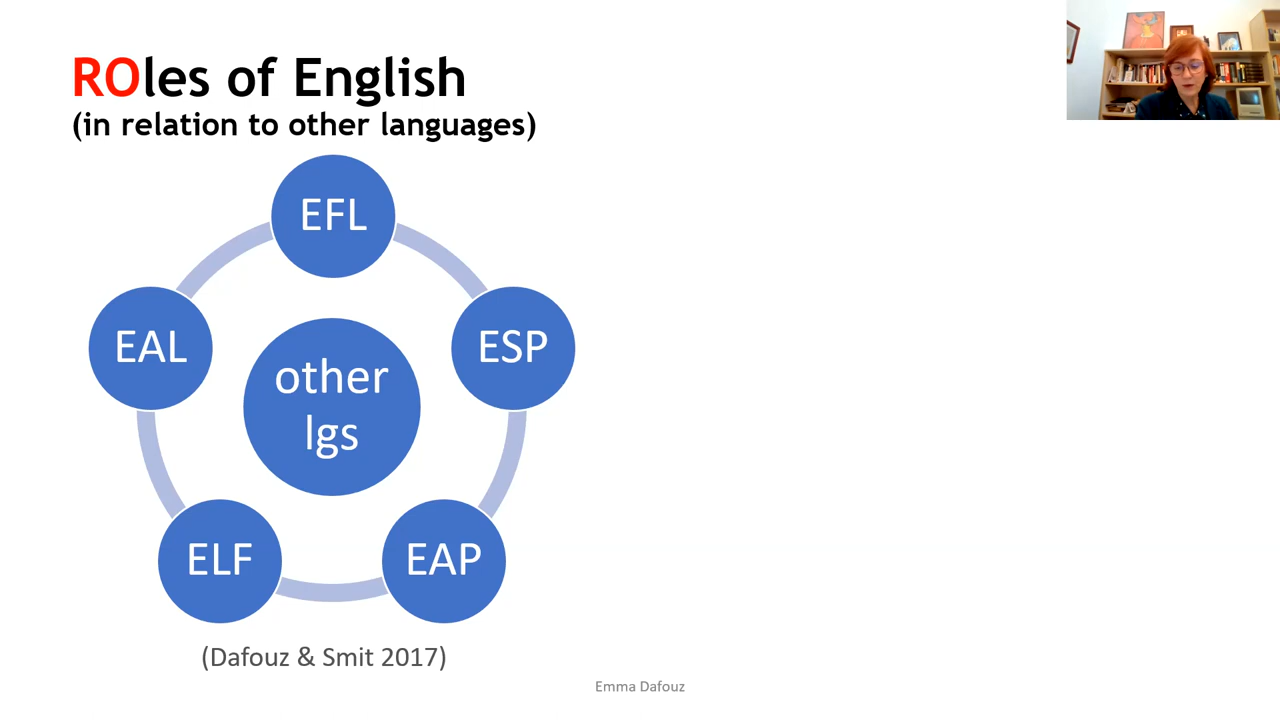 ROles of English
(in relation to other languages)
EFL
EAL
ESP
other
lgs
ELF
EAP
(Dafouz & Smit 2017)
Emma Dafouz